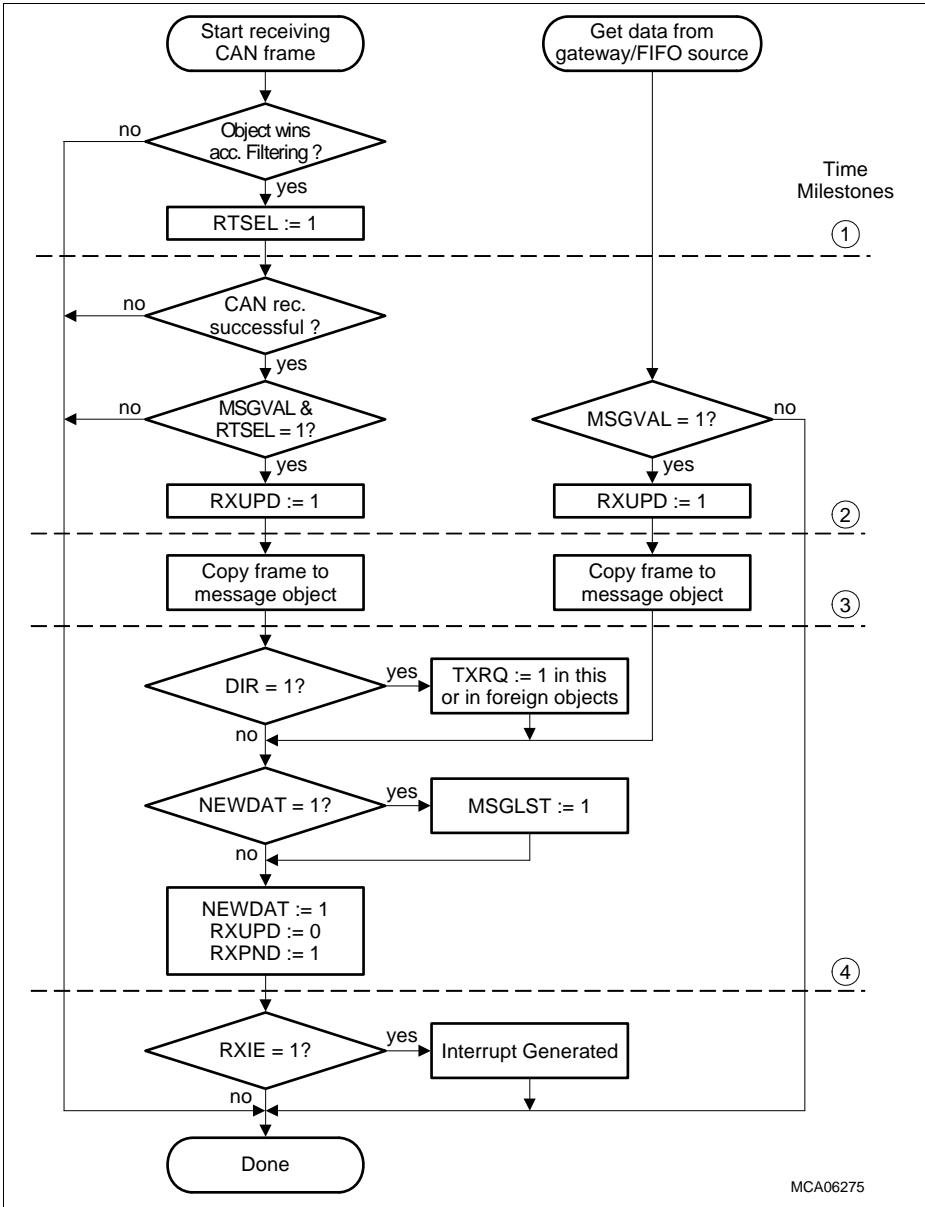 Start receiving
CAN frame
Get data from
gateway/FIFO source
no
Object wins
acc. Filtering ?
yes
Time
Milestones
RTSEL := 1
1
no
CAN rec.
successful ?
yes
no
MSGVAL &
RTSEL = 1?
MSGVAL = 1?
no
yes
yes
RXUPD := 1
RXUPD := 1
2
Copy frame to
message object
Copy frame to
message object
3
DIR = 1?
yes
TXRQ := 1 in this
or in foreign objects
no
NEWDAT = 1?
yes
MSGLST := 1
no
NEWDAT := 1
RXUPD := 0
RXPND := 1
4
RXIE = 1?
yes
Interrupt Generated
no
Done
MCA06275